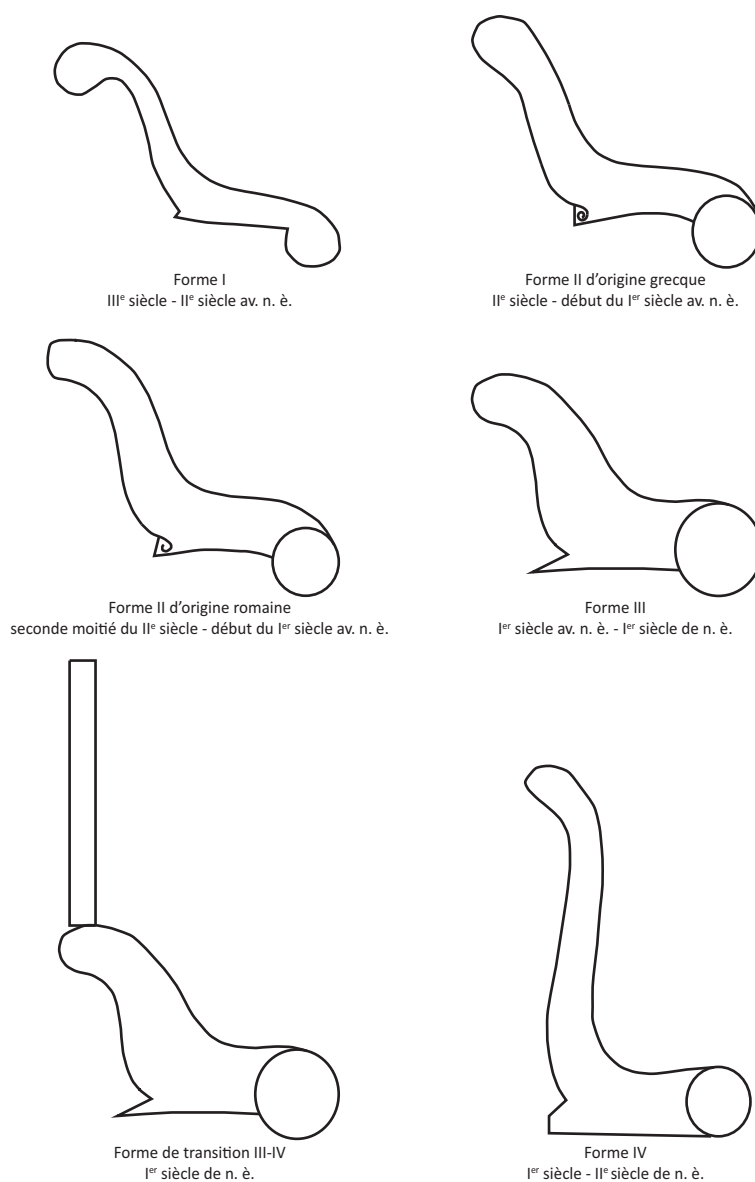 Forme I
IIIᵉ siècle - IIᵉ siècle av. n. è.
Forme II d’origine grecque
IIᵉ siècle - début du Iᵉʳ siècle av. n. è.
Forme II d’origine romaine
seconde moitié du IIᵉ siècle - début du Iᵉʳ siècle av. n. è.
Forme III
Iᵉʳ siècle av. n. è. - Iᵉʳ siècle de n. è.
Forme de transition III-IV
Iᵉʳ siècle de n. è.
Forme IV
Iᵉʳ siècle - IIᵉ siècle de n. è.